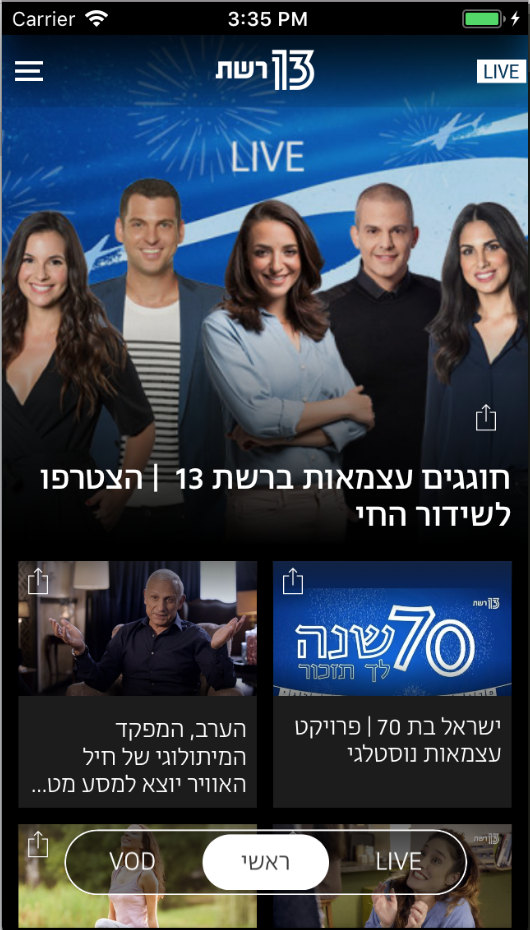 Carrier 3:35 PM
רשת 13
LIVE
LIVE
חוגגים עצמאות ברשת 13 | הצטרפו
לשידור החי
רשת 13
70 שנה
לך תזכור
ישראל בת 70 | פרויקט
עצמאות נוסטלגי
הערב, המפקד
המיתולוגי של חיל
האוויר יוצא למסע מט...
רשת 13
VOD
ראשי
LIVE